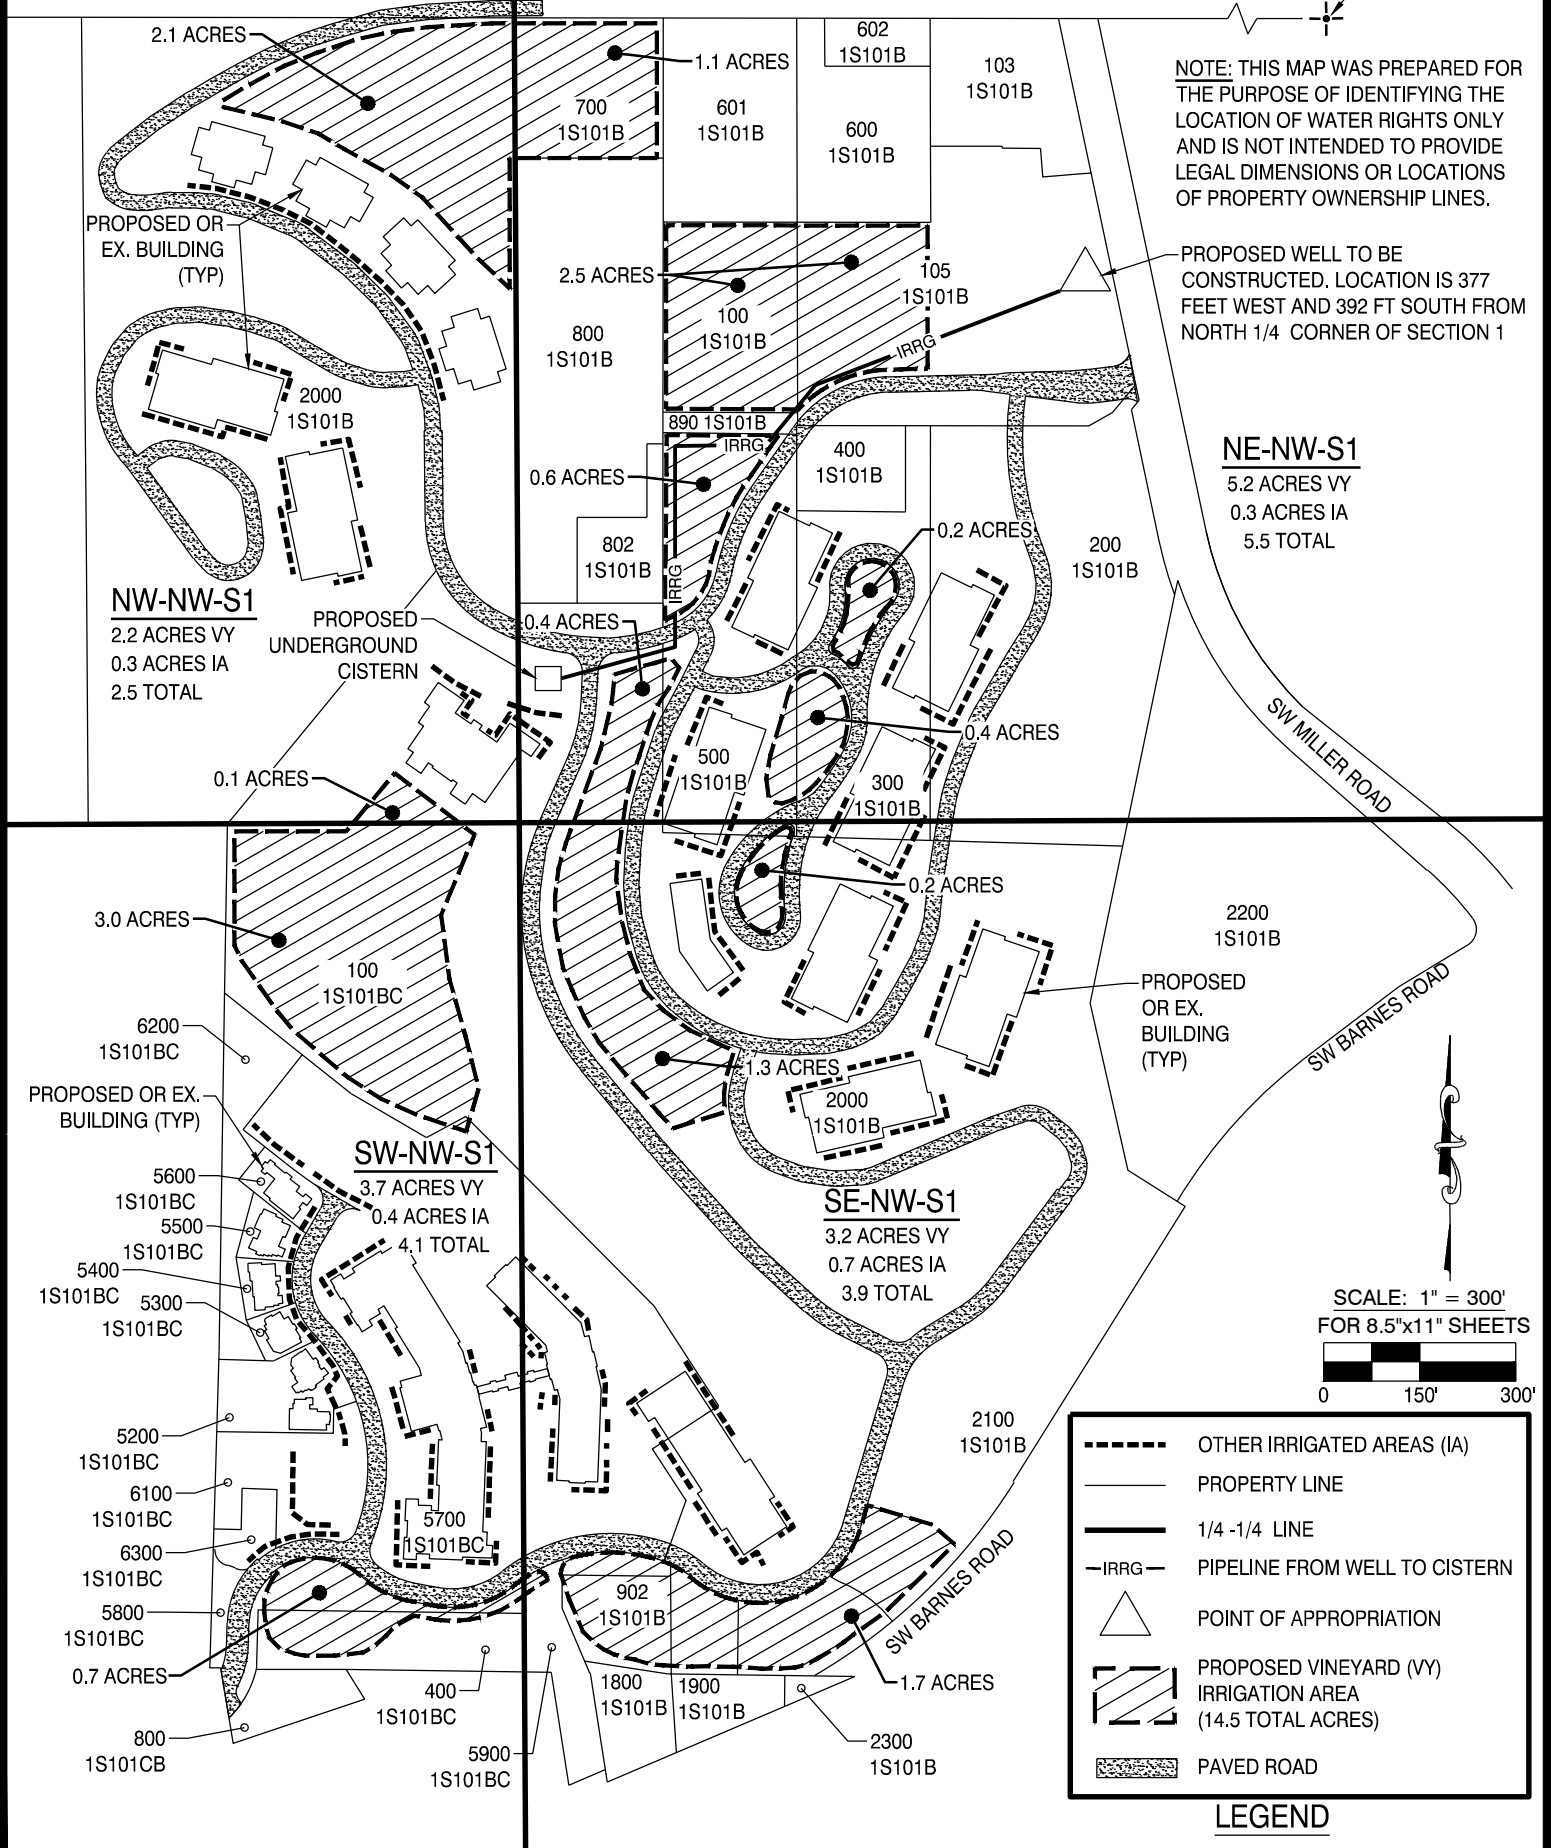 2.1 ACRES
1.1 ACRES
700
1S101B
601
1S101B
602
1S101B
600
1S101B
103
1S101B
NOTE: THIS MAP WAS PREPARED FOR
THE PURPOSE OF IDENTIFYING THE
LOCATION OF WATER RIGHTS ONLY
AND IS NOT INTENDED TO PROVIDE
LEGAL DIMENSIONS OR LOCATIONS
OF PROPERTY OWNERSHIP LINES.
PROPOSED OR
EX. BUILDING
(TYP)
2.5 ACRES
105
1S101B
100
1S101B
800
1S101B
PROPOSED WELL TO BE
CONSTRUCTED. LOCATION IS 377
FEET WEST AND 392 FT SOUTH FROM
NORTH 1/4 CORNER OF SECTION 1
IRRG
2000
1S101B
890 1S101B
IRRG
400
1S101B
0.6 ACRES
NE-NW-S1
5.2 ACRES VY
0.3 ACRES IA
5.5 TOTAL
802
1S101B
IRRG
0.2 ACRES
200
1S101B
NW-NW-S1
2.2 ACRES VY
0.3 ACRES IA
2.5 TOTAL
PROPOSED
UNDERGROUND
CISTERN
0.4 ACRES
0.4 ACRES
SW MILLER ROAD
500
1S101B
300
1S101B
0.1 ACRES
0.2 ACRES
3.0 ACRES
100
1S101BC
2200
1S101B
PROPOSED
OR EX.
BUILDING
(TYP)
SW BARNES ROAD
6200
1S101BC
1.3 ACRES
2000
1S101B
PROPOSED OR EX.
BUILDING (TYP)
SW-NW-S1
3.7 ACRES VY
0.4 ACRES IA
4.1 TOTAL
SE-NW-S1
3.2 ACRES VY
0.7 ACRES IA
3.9 TOTAL
5600
1S101BC
5500
1S101BC
5400
1S101BC
5300
1S101BC
SCALE: 1" = 300'
FOR 8.5"x11" SHEETS
0 150' 300'
5200
1S101BC
6100
1S101BC
6300
1S101BC
5800
1S101BC
5700
1S101BC
2100
1S101B
902
1S101B
SW BARNES ROAD
0.7 ACRES
1.7 ACRES
400
1S101BC
1800
1S101B
1900
1S101B
800
1S101CB
5900
1S101BC
2300
1S101B
OTHER IRRIGATED AREAS (IA)
PROPERTY LINE
1/4 -1/4 LINE
IRRG
PIPELINE FROM WELL TO CISTERN
POINT OF APPROPRIATION
PROPOSED VINEYARD (VY)
IRRIGATION AREA
(14.5 TOTAL ACRES)
PAVED ROAD
LEGEND